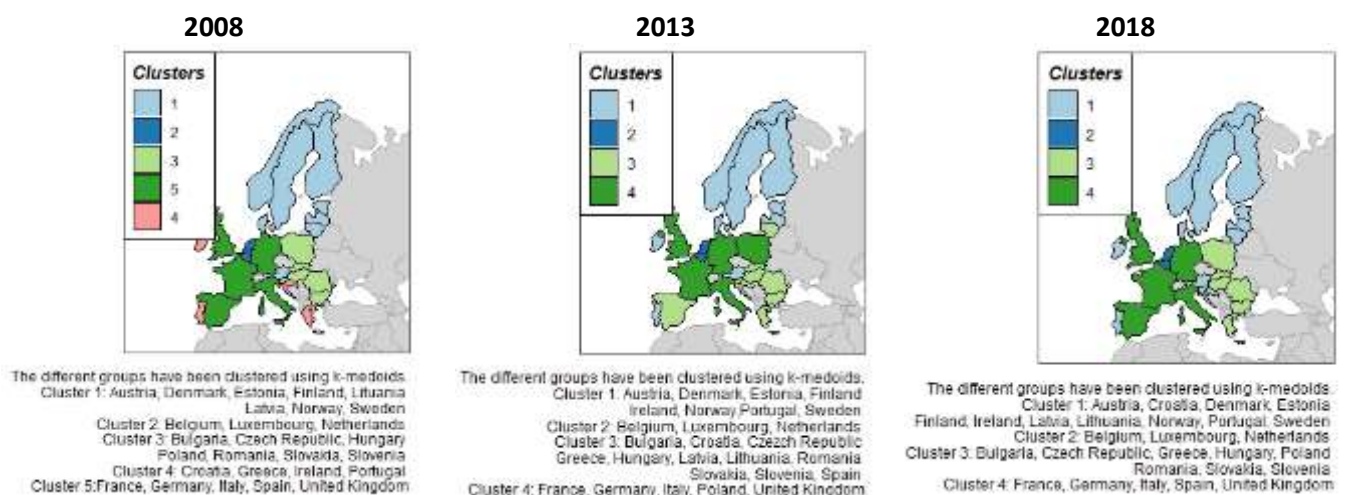 2008
Clusters
1
2
3
5
4
The different groups have been clustered using k-medoids.
Cluster 1: Austria, Denmark, Estonia, Finland, Lituania
Latvia, Norway, Sweden
Cluster 2: Belgium, Luxembourg, Netherlands
Cluster 3: Bulgaria, Czech Republic, Hungary
Poland, Romania, Slovakia, Slovenia
Cluster 4: Croatia, Greece, Ireland, Portugal
Cluster 5:France, Germany, Italy, Spain, United Kingdom
2013
Clusters
1
2
3
4
The different groups have been clustered using k-medoids.
Cluster 1: Austria, Denmark, Estonia, Finland
Ireland, Norway,Portugal, Sweden
Cluster 2: Belgium, Luxembourg, Netherlands
Cluster 3: Bulgaria, Croatia, Czezch Republic
Greece, Hungary, Latvia, Lithuania, Romania
Slovakia, Slovenia, Spain
Cluster 4: France, Germany, Italy, Poland, United Kingdom
2018
Clusters
1
2
3
4
The different groups have been clustered using k-medoids.
Cluster 1: Austria, Croatia, Denmark, Estonia
Finland, Ireland, Latvia, Lithuania, Norway, Portugal, Sweden
Cluster 2: Belgium, Luxembourg, Netherlands
Cluster 3: Bulgaria, Czech Republic, Greece, Hungary, Poland
Romania, Slovakia, Slovenia
Cluster 4: France, Germany, Italy, Spain, United Kingdom